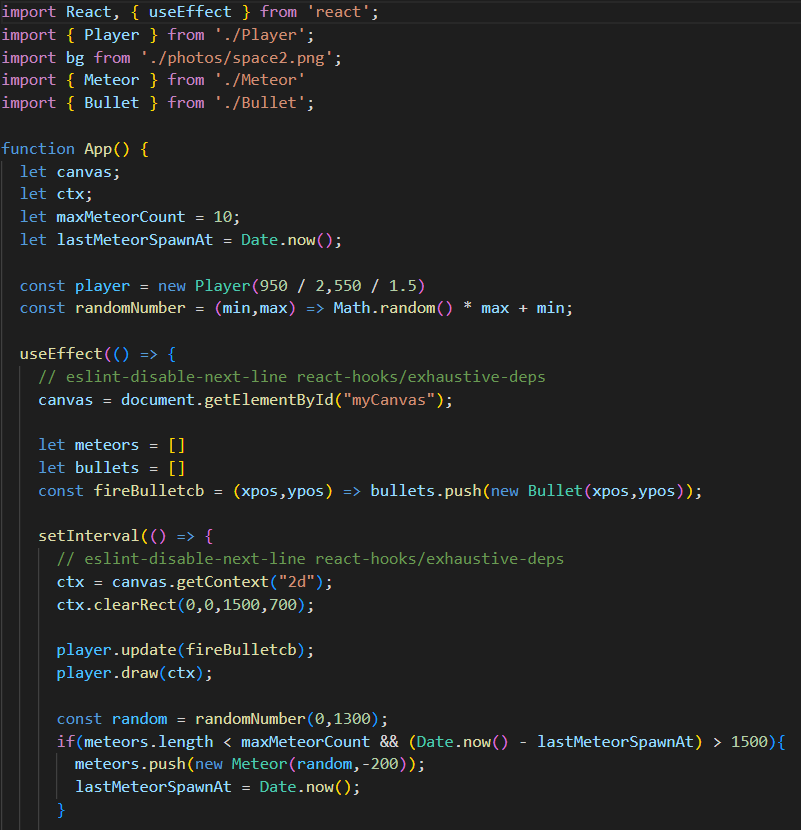 import React, { useEffect } from 'react';
import { Player } from './Player';
import bg from './photos/space2.png';
import { Meteor } from './Meteor'
import { Bullet } from './Bullet';

function App() {
  let canvas;
  let ctx;
  let maxMeteorCount = 10;
  let lastMeteorSpawnAt = Date.now();

  const player = new Player(950 / 2,550 / 1.5)
  const randomNumber = (min,max) => Math.random() * max + min;

  useEffect(() => {
    // eslint-disable-next-line react-hooks/exhaustive-deps
    canvas = document.getElementById("myCanvas");

    let meteors = []
    let bullets = []
    const fireBulletcb = (xpos,ypos) => bullets.push(new Bullet(xpos,ypos));

    setInterval(() => {
      // eslint-disable-next-line react-hooks/exhaustive-deps
      ctx = canvas.getContext("2d");
      ctx.clearRect(0,0,1500,700);

      player.update(fireBulletcb);
      player.draw(ctx);

      const random = randomNumber(0,1300);
      if(meteors.length < maxMeteorCount && (Date.now() - lastMeteorSpawnAt) > 1500){
        meteors.push(new Meteor(random,-200));
        lastMeteorSpawnAt = Date.now();
      }